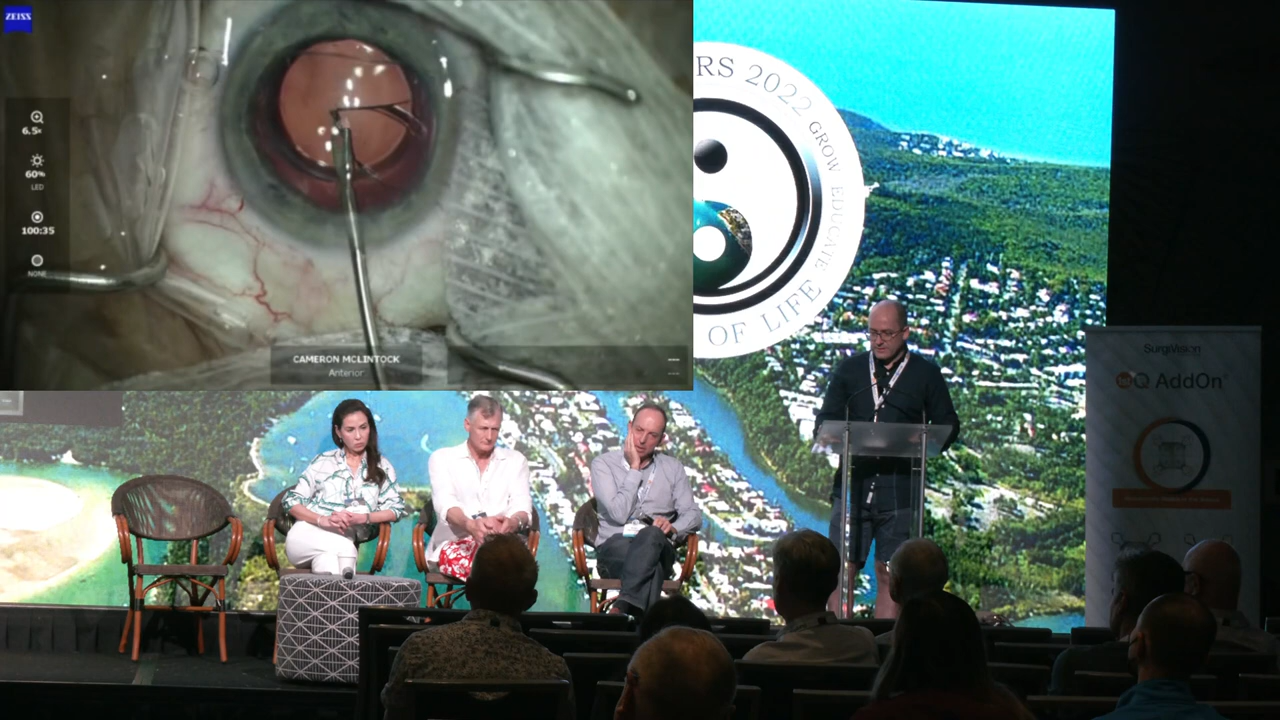 ZEISS
6.5x
60%
LED
100:35
NONE
CAMERON MCLINTOCK
Anterior
RS 2022
GROW EDUCATE
OF LIFE
SurgiVision
1stQ AddOn